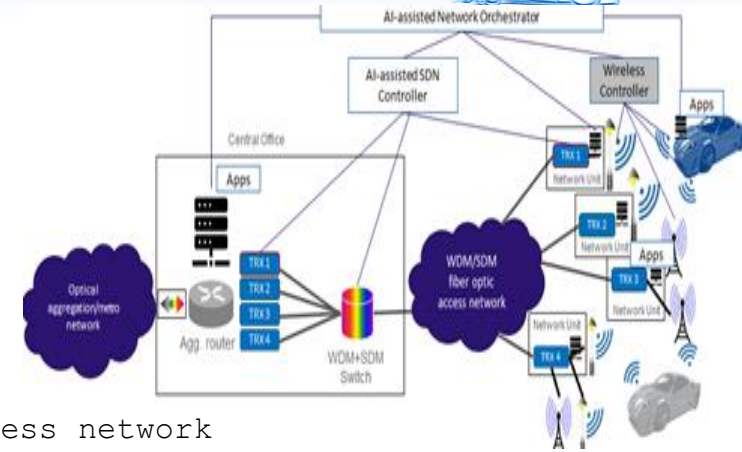 AI-assisted Network Orchestrator
AI-assisted SDN
Controller
Wireless
Controller
Apps
Central Office
Apps
TRX 1
Network Unit
TRX 2
Network Unit
Apps
TRX 3
Network Unit
TRX 1
TRX 2
TRX 3
TRX 4
Optical
aggregation/metro
network
Agg. router
WDM+SDM
Switch
WDM/SDM
fiber optic
access network
Network Unit
TRX 4
ess network